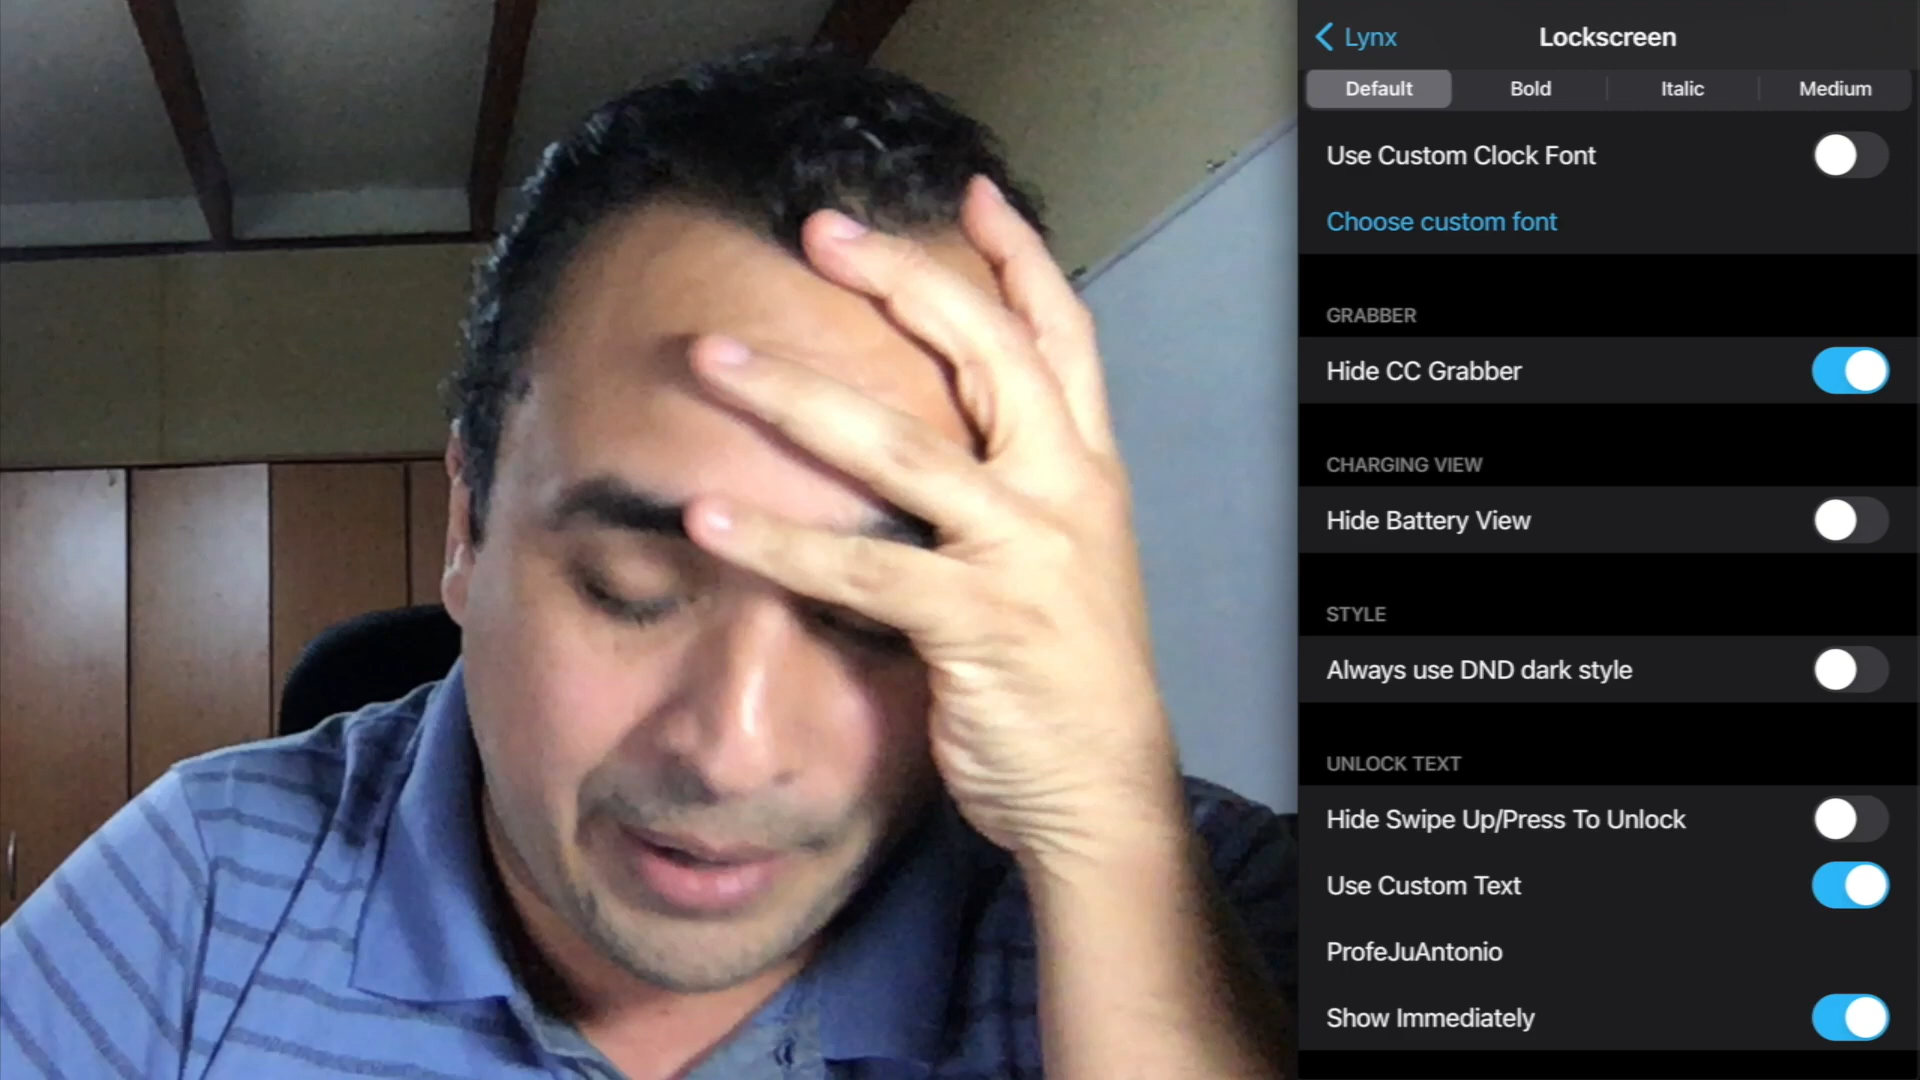 Lynx
Lockscreen
Default Bold Italic Medium
Use Custom Clock Font
Choose custom font
GRABBER
Hide CC Grabber
CHARGING VIEW
Hide Battery View
STYLE
Always use DND dark style
UNLOCK TEXT
Hide Swipe Up/Press To Unlock
Use Custom Text
ProfeJuAntonio
Show Immediately